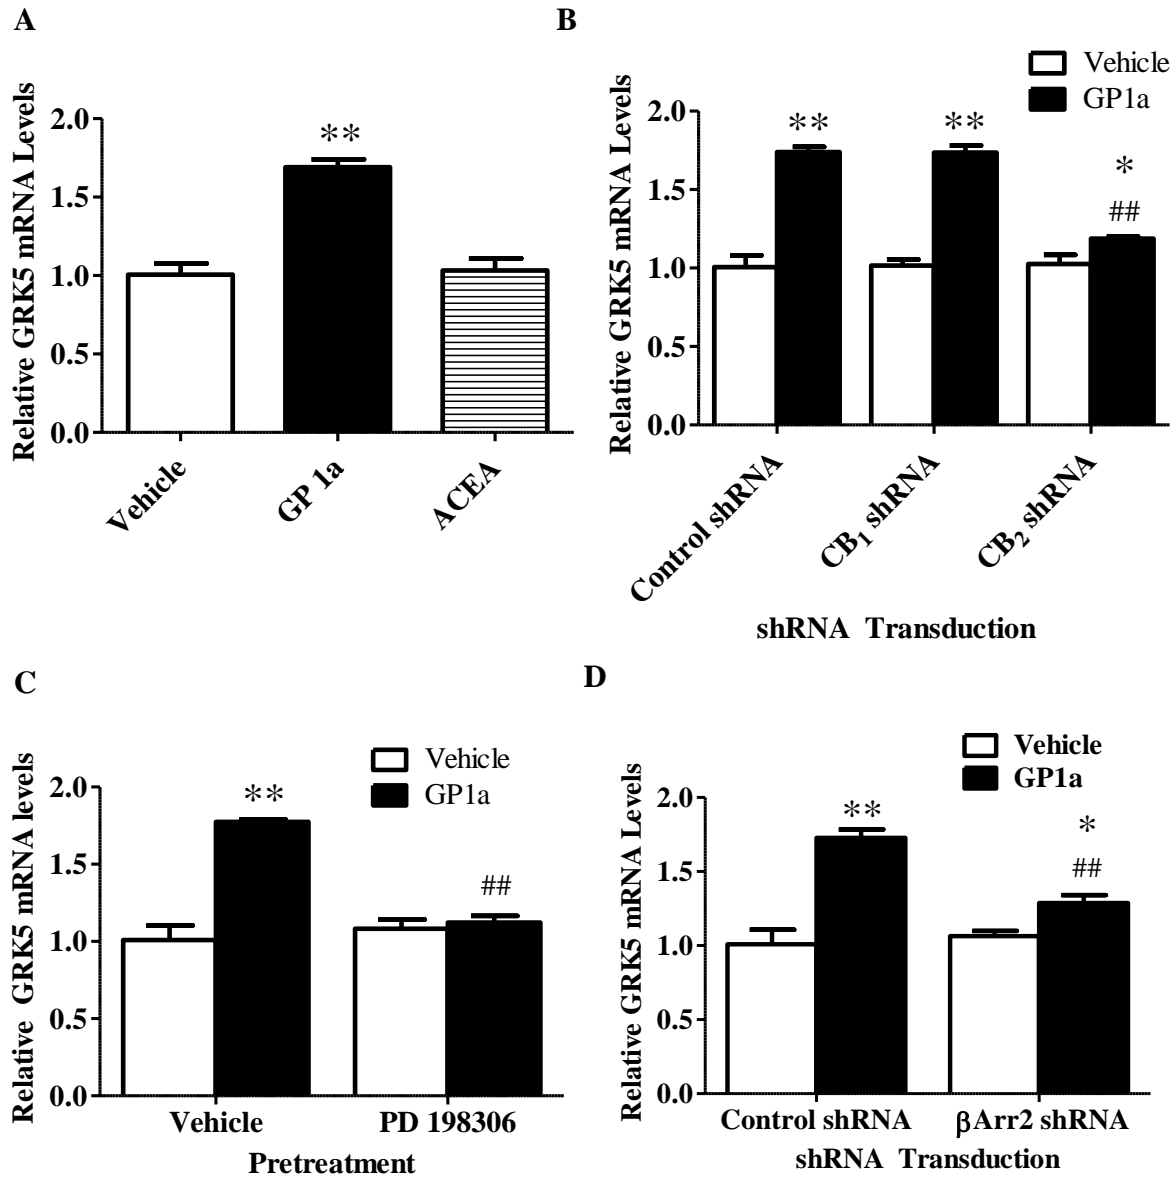 A
Relative GRK5 mRNA Levels
2.0
1.5
1.0
0.5
0.0
**
Vehicle
GP 1a
ACEA
B
Vehicle
GP1a
Relative GRK5 mRNA Levels
2.0
1.5
1.0
0.5
0.0
**
**
*
##
Control shRNA
CB1 shRNA
CB2 shRNA
shRNA Transduction
C
Vehicle
GP1a
Relative GRK5 mRNA levels
2.0
1.5
1.0
0.5
0.0
**
##
Vehicle
PD 198306
Pretreatment
D
Vehicle
GP1a
Relative GRK5 mRNA Levels
2.0
1.5
1.0
0.5
0.0
**
*
##
Control shRNA
βArr2 shRNA
shRNA Transduction